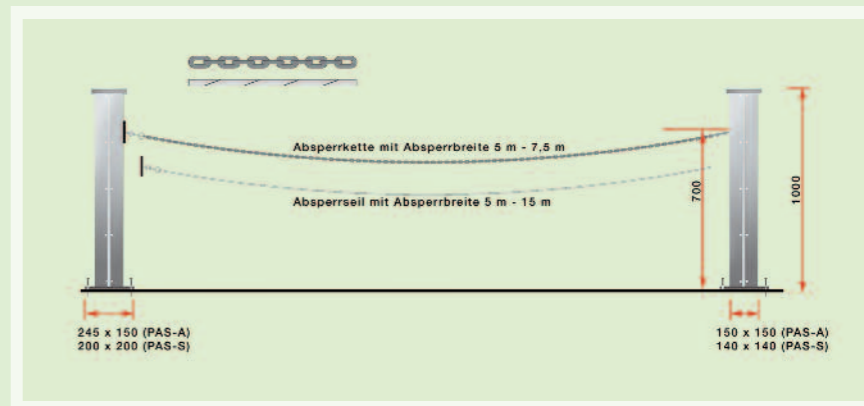 Absperrkette mit Absperrbreite 5 m - 7,5 m
Absperrseil mit Absperrbreite 5 m - 15 m
700
1000
245 x 150 (PAS-A)
200 x 200 (PAS-S)
150 x 150 (PAS-A)
140 x 140 (PAS-S)